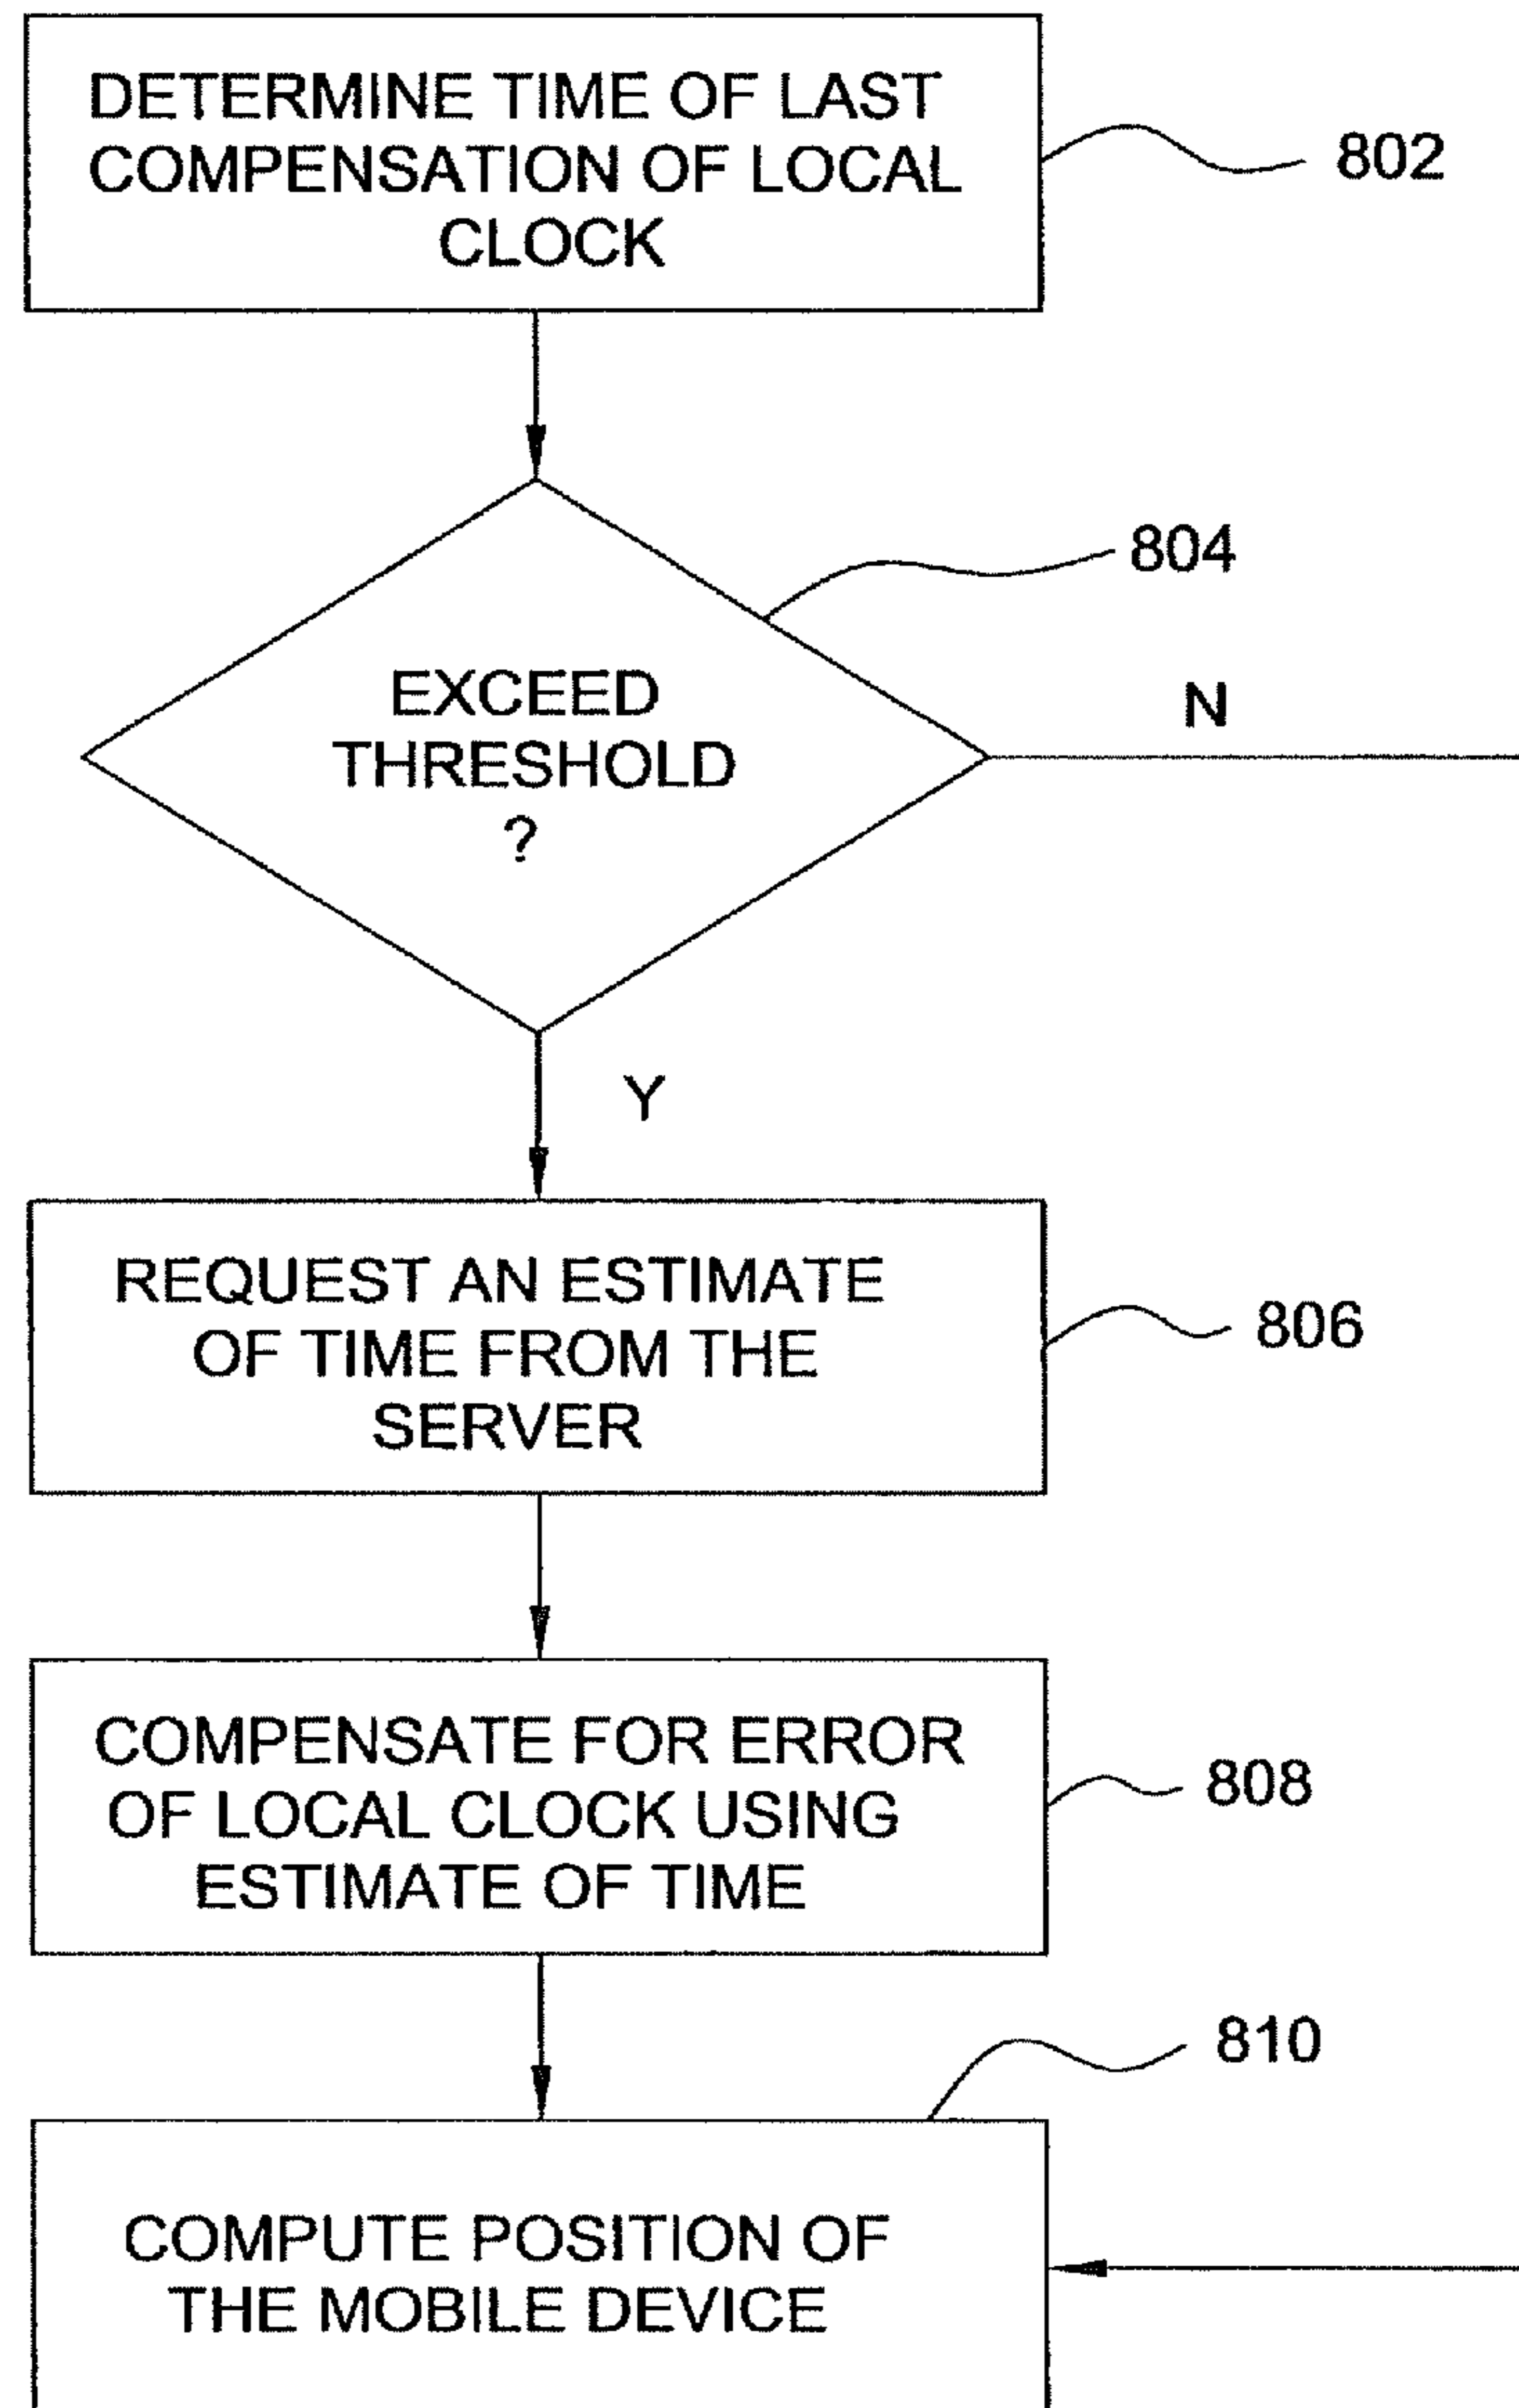 DETERMINE TIME OF LAST
COMPENSATION OF LOCAL
CLOCK
802
804
EXCEED
THRESHOLD
?
N
Y
REQUEST AN ESTIMATE
OF TIME FROM THE
SERVER
806
COMPENSATE FOR ERROR
OF LOCAL CLOCK USING
ESTIMATE OF TIME
808
810
COMPUTE POSITION OF
THE MOBILE DEVICE